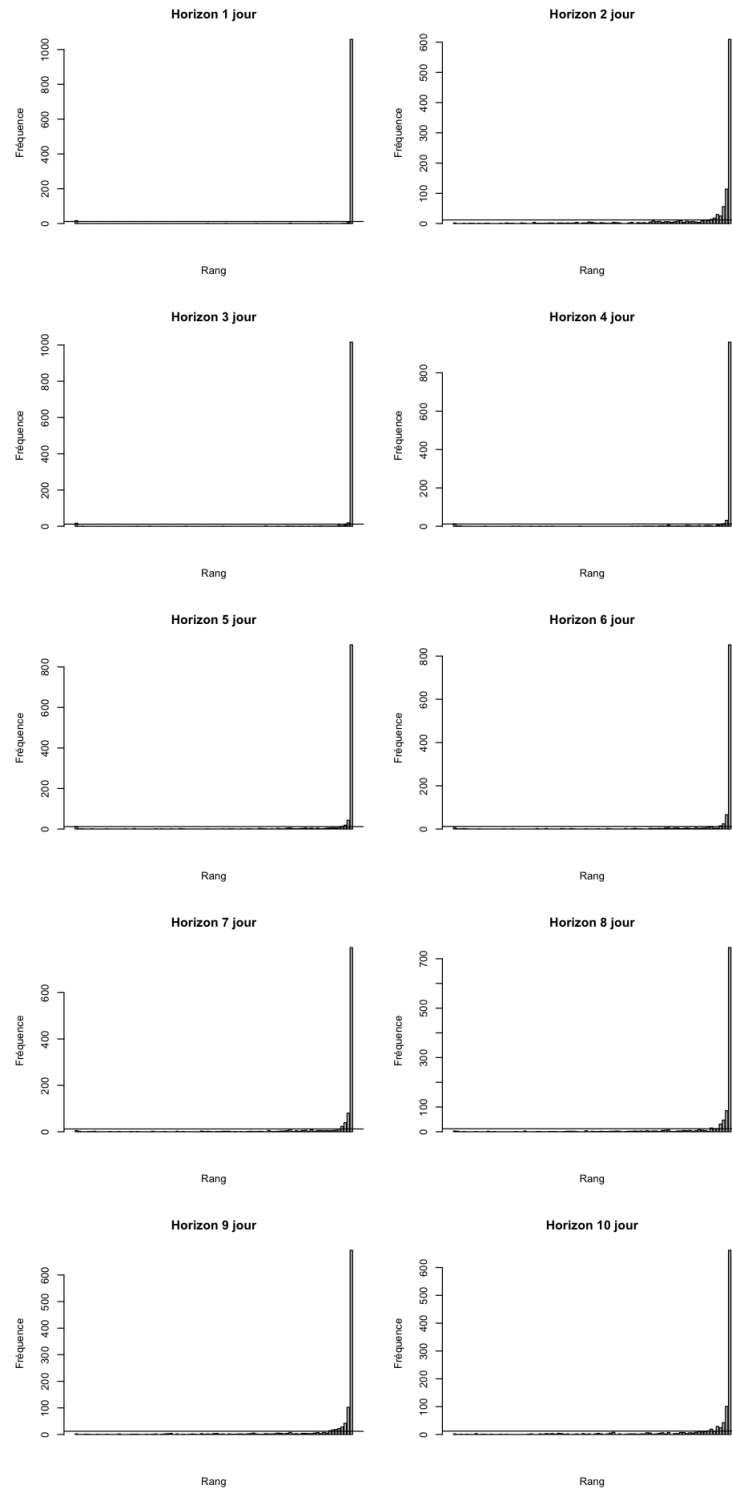 Horizon 1 jour
Fréquence
0 200 400 600 800 1000
Rang
Horizon 2 jour
Fréquence
0 100 200 300 400 500 600
Rang
Horizon 3 jour
Fréquence
0 200 400 600 800 1000
Rang
Horizon 4 jour
Fréquence
0 200 400 600 800
Rang
Horizon 5 jour
Fréquence
0 200 400 600 800
Rang
Horizon 6 jour
Fréquence
0 200 400 600 800
Rang
Horizon 7 jour
Fréquence
0 200 400 600
Rang
Horizon 8 jour
Fréquence
0 100 300 500 700
Rang
Horizon 9 jour
Fréquence
0 100 200 300 400 500 600
Rang
Horizon 10 jour
Fréquence
0 100 200 300 400 500 600
Rang